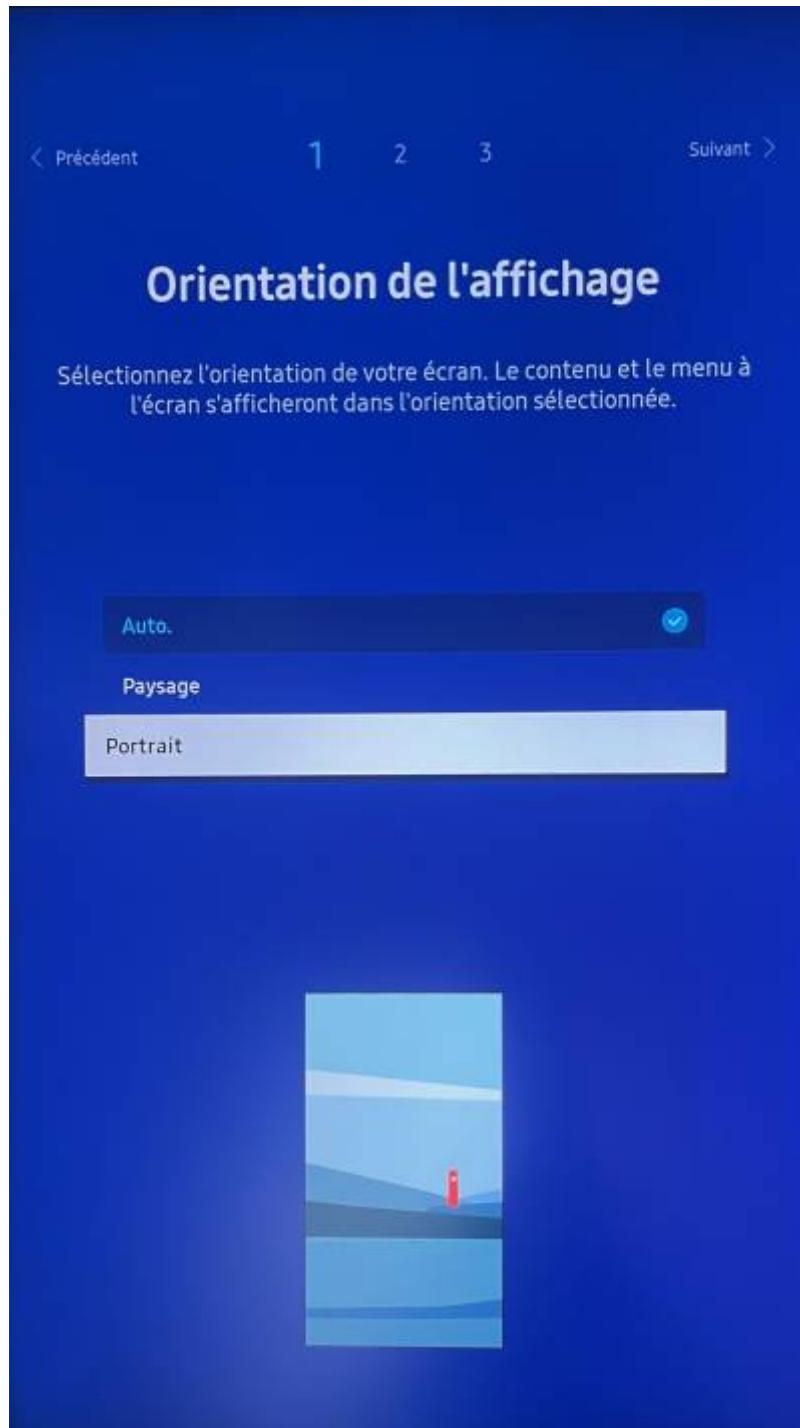 Précédent
1 2 3
Suivant
Orientation de l'affichage
Sélectionnez l'orientation de votre écran. Le contenu et le menu à
l'écran s'afficheront dans l'orientation sélectionnée.
Auto.
Paysage
Portrait